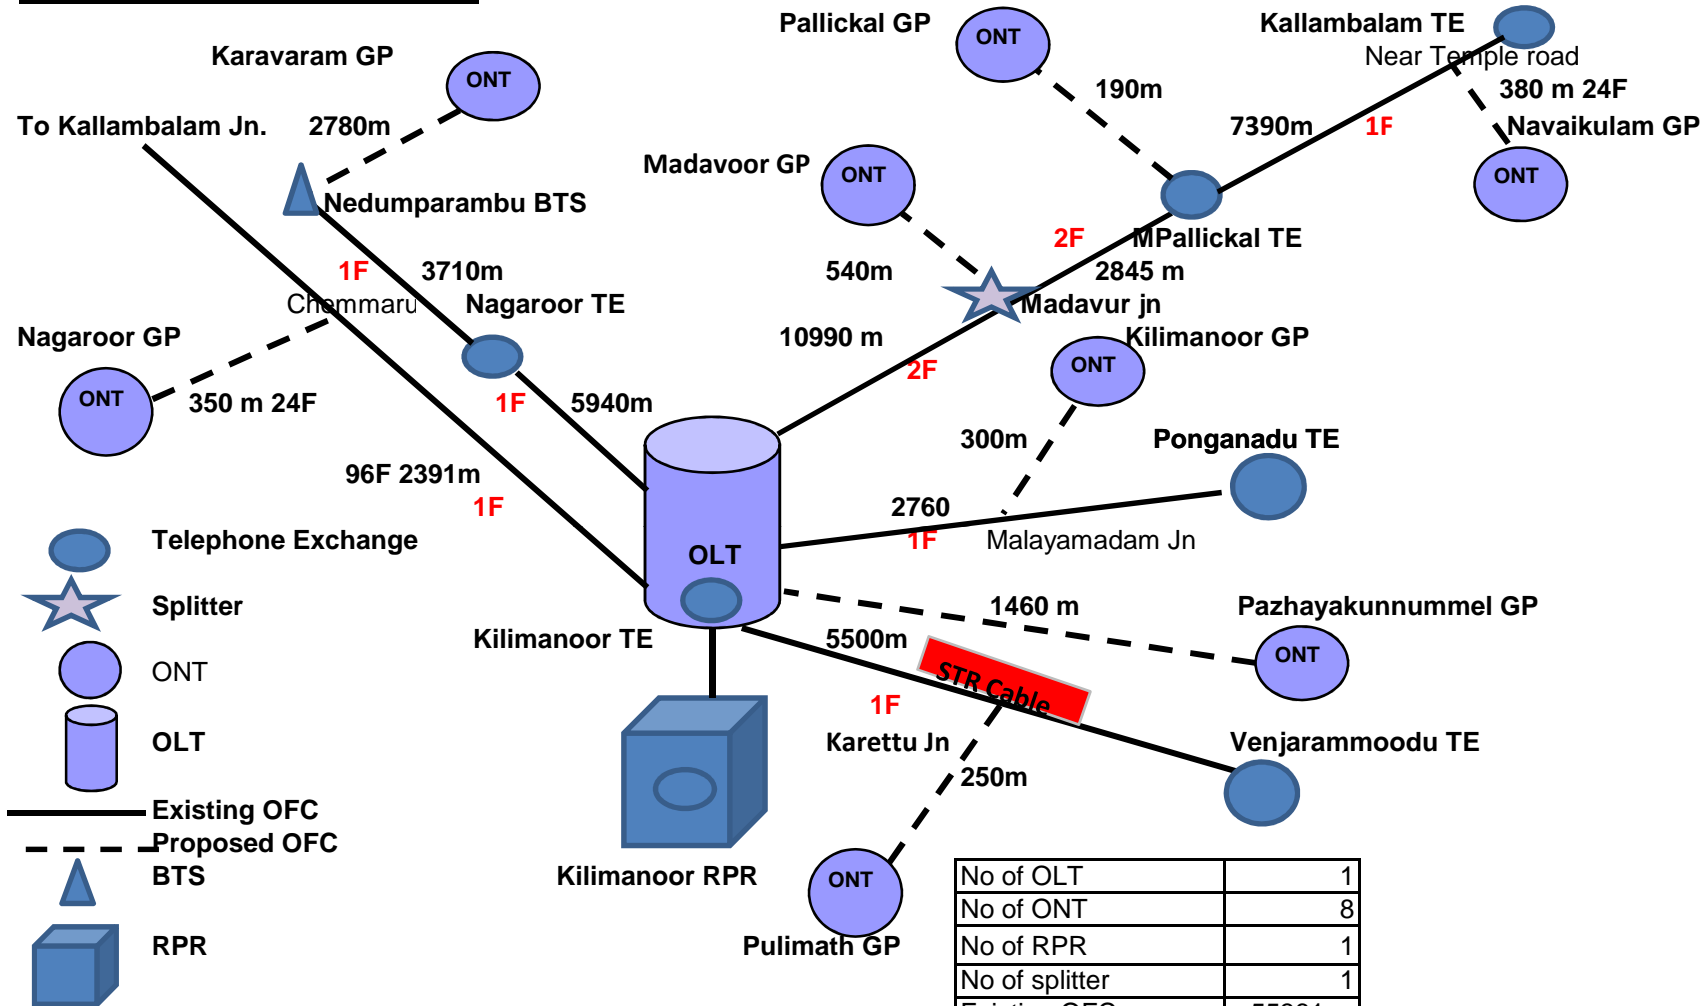 Pallickal GP
Kallambalam TE
Karavaram GP
ONT
ONT
Near Temple road
190m
380 m 24F
To Kallambalam Jn.
2780m
7390m
1F
Navaikulam GP
Madavoor GP
ONT
ONT
Nedumparambu BTS
2F
MPallickal TE
1F
3710m
540m
2845 m
Chemmaru
Nagaroor TE
Madavur jn
Nagaroor GP
10990 m
Kilimanoor GP
2F
ONT
ONT
350 m 24F
1F
5940m
300m
Ponganadu TE
96F 2391m
1F
2760
1F
Malayamadam Jn
Telephone Exchange
OLT
Splitter
1460 m
Pazhayakunnummel GP
Kilimanoor TE
5500m
ONT
ONT
STR Cable
1F
OLT
Karettu Jn
Venjarammoodu TE
250m
Existing OFC
Proposed OFC
BTS
Kilimanoor RPR
ONT
No of OLT 1
No of ONT 8
RPR
Pulimath GP
No of RPR 1
No of splitter 1